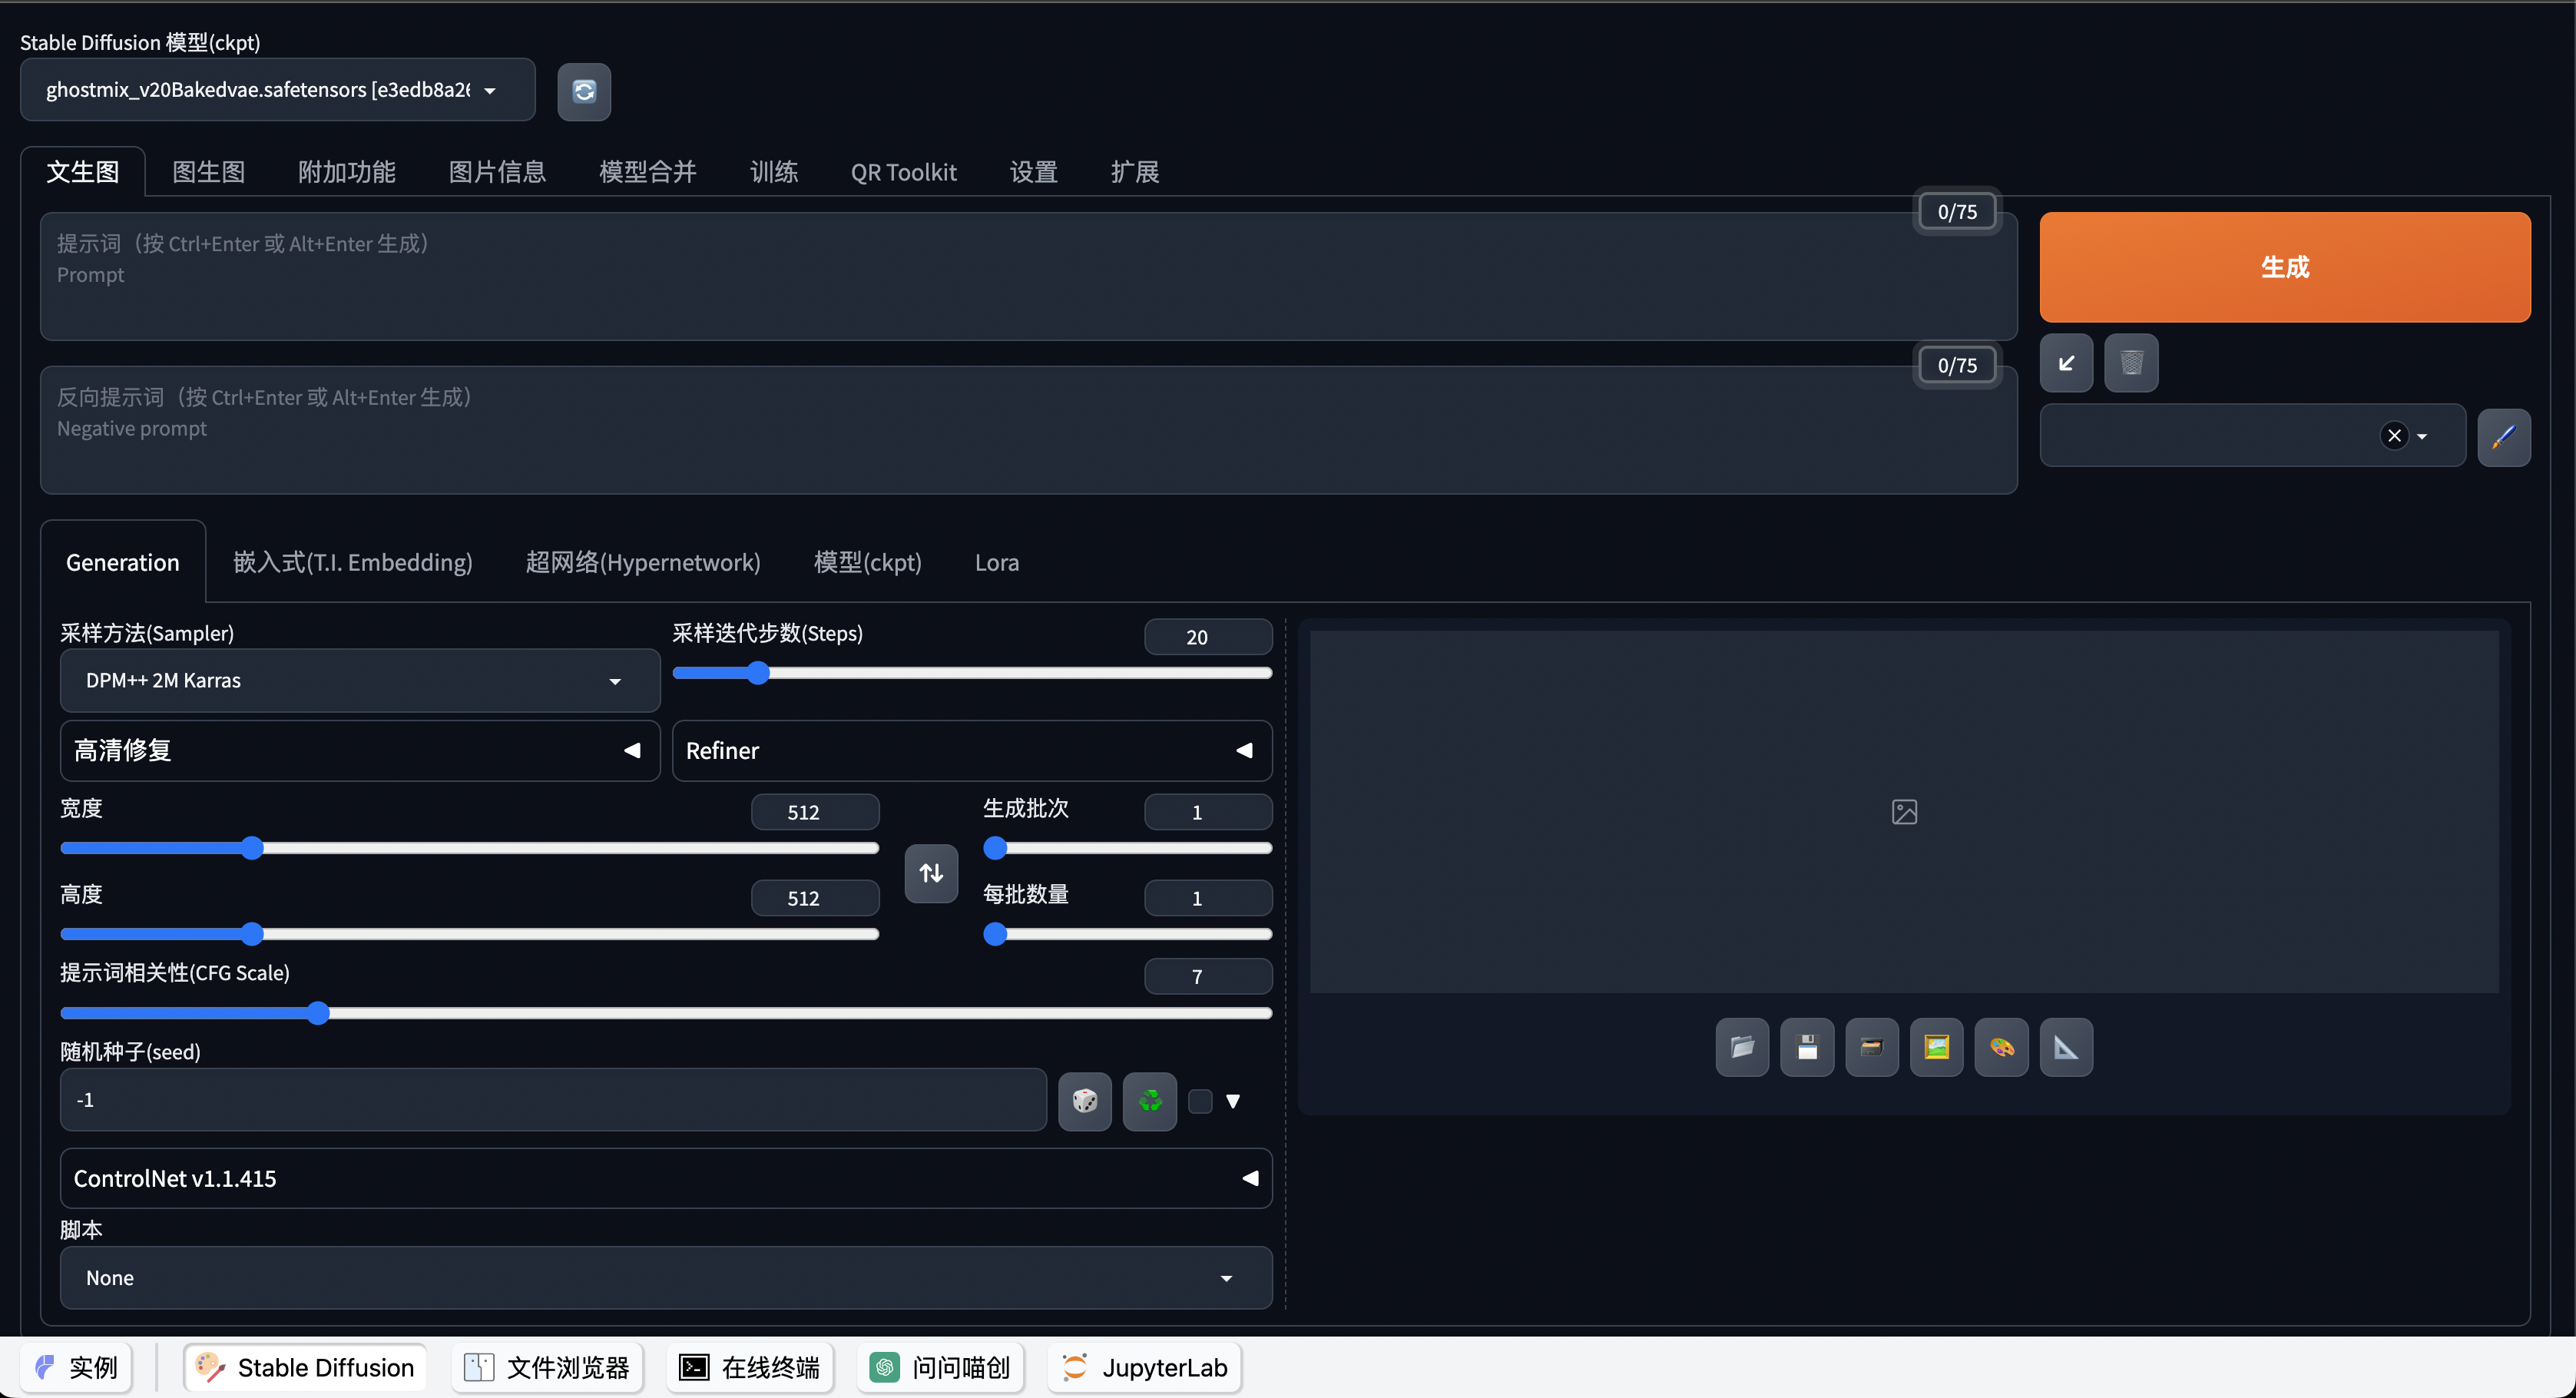 Stable Diffusion 模型(ckpt)
ghostmix_v20Bakedvae.safetensors [e3edb8a26
文生图 图生图 附加功能 图片信息 模型合并 训练 QR Toolkit 设置 扩展
0/75
提示词（按 Ctrl+Enter 或 Alt+Enter 生成）
Prompt
生成
0/75
反向提示词（按 Ctrl+Enter 或 Alt+Enter 生成）
Negative prompt
Generation 嵌入式(T.I. Embedding) 超网络(Hypernetwork) 模型(ckpt) Lora
采样方法(Sampler) 采样迭代步数(Steps) 20
DPM++ 2M Karras
高清修复 Refiner
宽度 512 生成批次 1
高度 512 每批数量 1
提示词相关性(CFG Scale) 7
随机种子(seed)
-1
ControlNet v1.1.415
脚本
None
实例 Stable Diffusion 文件浏览器 在线终端 问问喵创 JupyterLab